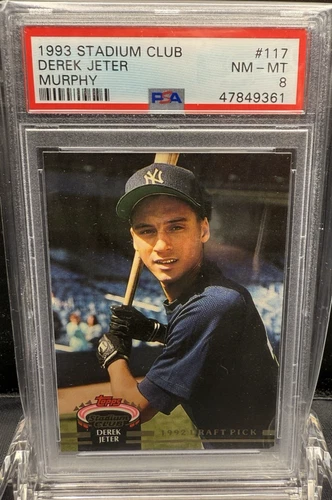 1993 STADIUM CLUB #117
DEREK JETER NM-MT
MURPHY 8
PSA 47849361
NY
Topps
STADIUM
CLUB
DEREK
JETER
1992 DRAFT PICK